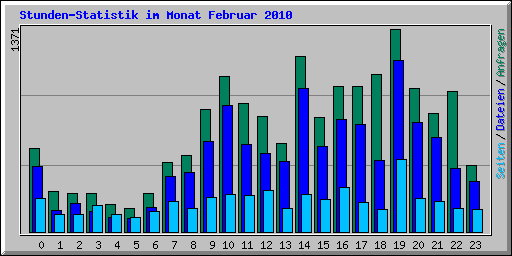 Stunden-Statistik im Monat Februar 2010
1371
Seiten/Dateien/Anfragen
0 1 2 3 4 5 6 7 8 9 10 11 12 13 14 15 16 17 18 19 20 21 22 23